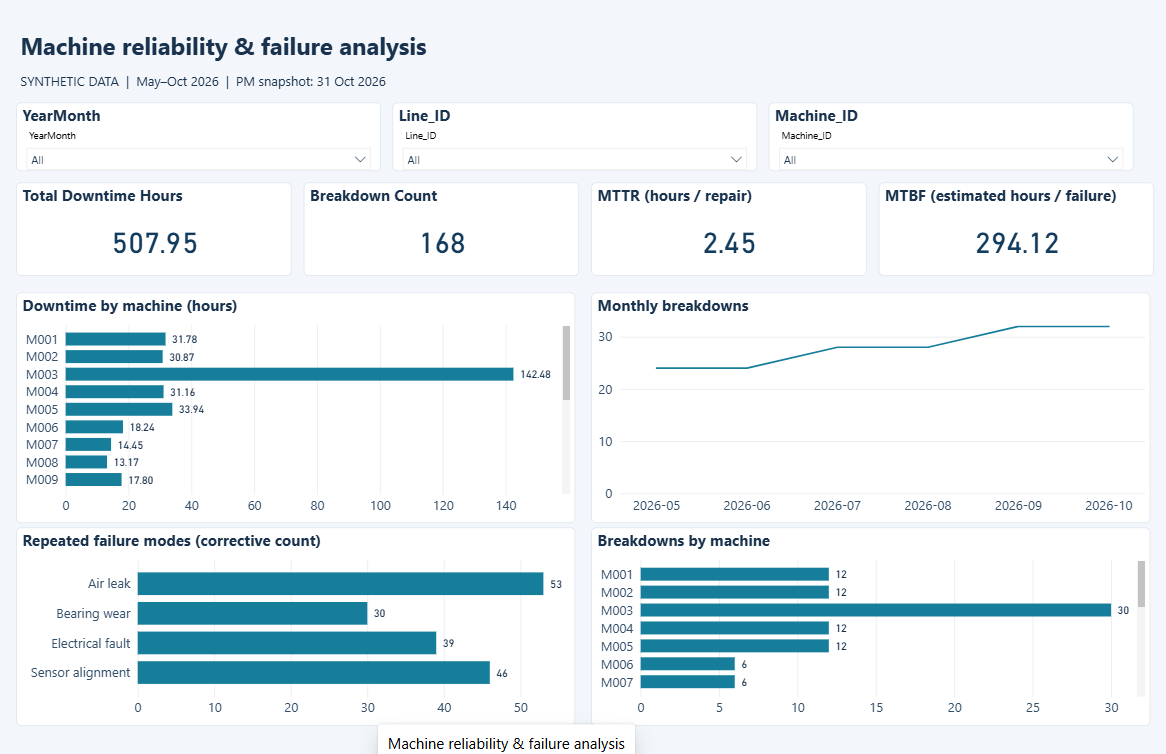 Machine reliability & failure analysis
SYNTHETIC DATA | May–Oct 2026 | PM snapshot: 31 Oct 2026
YearMonth
YearMonth
All
Line_ID
Line_ID
All
Machine_ID
Machine_ID
All
Total Downtime Hours
507.95
Breakdown Count
168
MTTR (hours / repair)
2.45
MTBF (estimated hours / failure)
294.12
Downtime by machine (hours)
M001 31.78
M002 30.87
M003 142.48
M004 31.16
M005 33.94
M006 18.24
M007 14.45
M008 13.17
M009 17.80
0 20 40 60 80 100 120 140
Monthly breakdowns
30
20
10
0
2026-05 2026-06 2026-07 2026-08 2026-09 2026-10
Repeated failure modes (corrective count)
Air leak 53
Bearing wear 30
Electrical fault 39
Sensor alignment 46
0 10 20 30 40 50
Breakdowns by machine
M001 12
M002 12
M003 30
M004 12
M005 12
M006 6
M007 6
0 5 10 15 20 25 30
Machine reliability & failure analysis